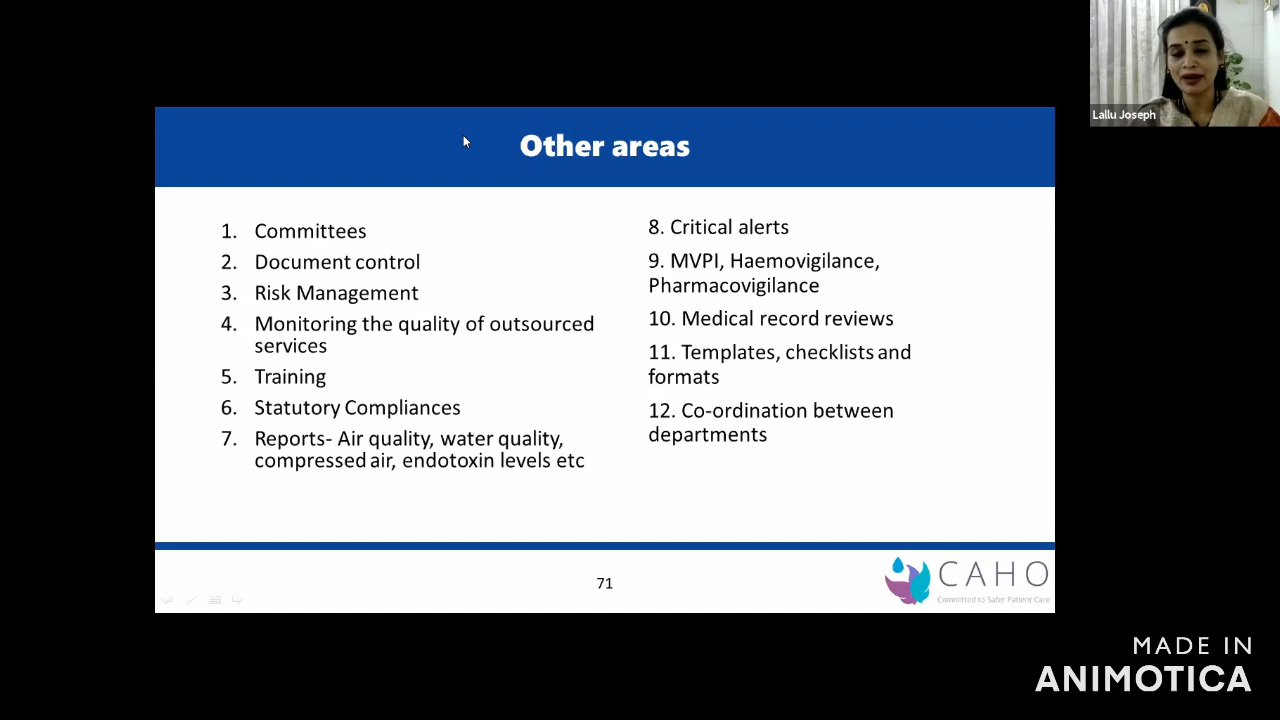 Lallu Joseph
Other areas
1. Committees
2. Document control
3. Risk Management
4. Monitoring the quality of outsourced
services
5. Training
6. Statutory Compliances
7. Reports- Air quality, water quality,
compressed air, endotoxin levels etc
8. Critical alerts
9. MVPI, Haemovigilance,
Pharmacovigilance
10. Medical record reviews
11. Templates, checklists and
formats
12. Co-ordination between
departments
71
CAHO
Committed to Safer Patient Care
MADE IN
ANIMOTICA